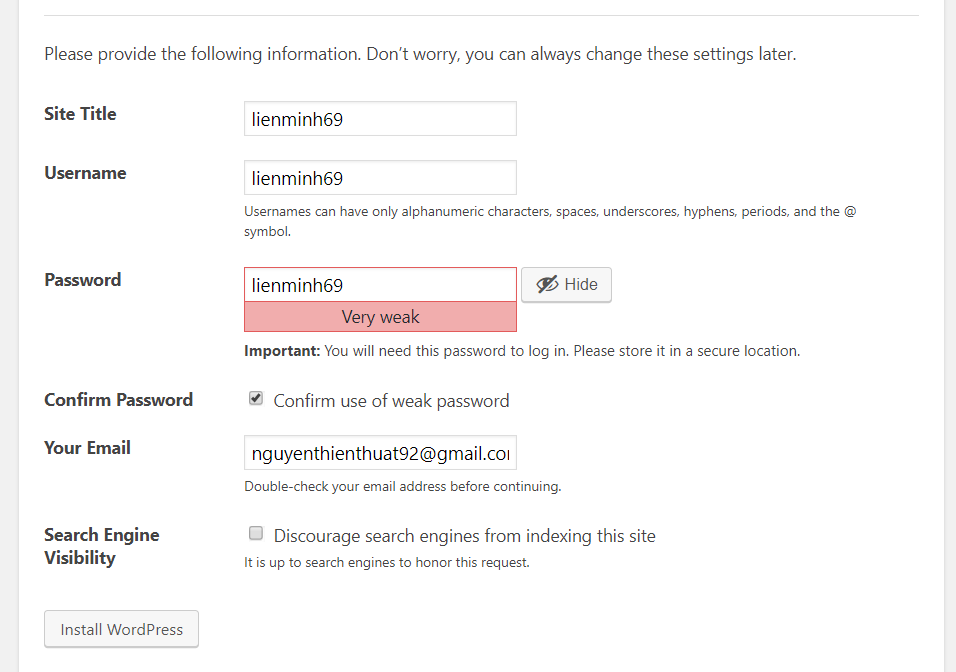 Please provide the following information. Don’t worry, you can always change these settings later.
Site Title
lienminh69
Username
lienminh69
Usernames can have only alphanumeric characters, spaces, underscores, hyphens, periods, and the @
symbol.
Password
lienminh69
Hide
Very weak
Important: You will need this password to log in. Please store it in a secure location.
Confirm Password
Confirm use of weak password
Your Email
nguyenthienthuat92@gmail.co
Double-check your email address before continuing.
Search Engine
Visibility
Discourage search engines from indexing this site
It is up to search engines to honor this request.
Install WordPress